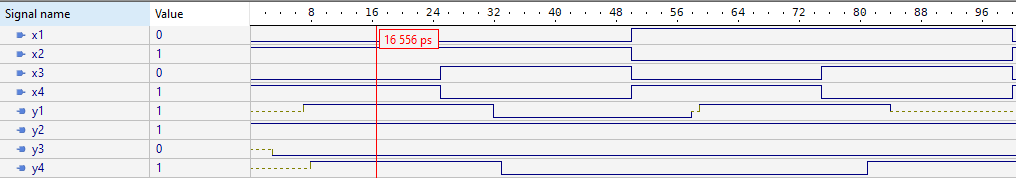 Signal name Value 8 16 24 32 40 48 56 64 72 80 88 96
16 556 ps
x1 0
x2 1
x3 0
x4 1
y1 1
y2 1
y3 0
y4 1